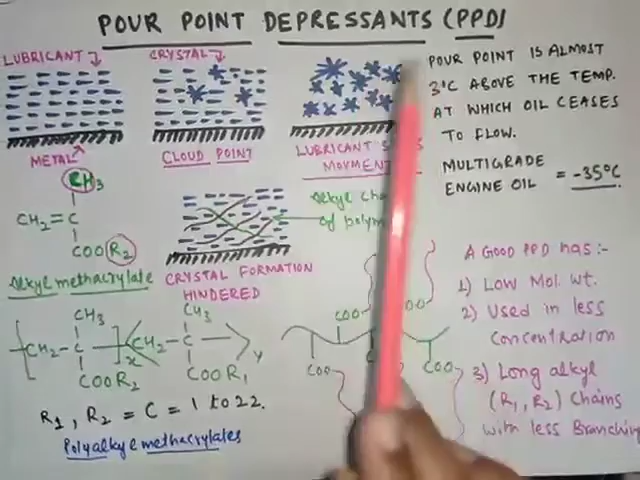 POUR POINT DEPRESSANTS (PPD)
LUBRICANT
CRYSTAL
METAL
CLOUD POINT
LUBRICANT
MOVMENT
POUR POINT IS ALMOST
3°C ABOVE THE TEMP.
AT WHICH OIL CEASES
TO FLOW.
MULTIGRADE
ENGINE OIL = -35°C
CH3
CH2=C
COOR2
Alkyl methacrylate
Alkyl
of
CRYSTAL FORMATION
HINDERED
CH3
CH2-C
COOR2
x
CH3
CH2-C
COOR1
y
R1, R2 = C = 1 to 22.
Polyalkyl methacrylates
COO
COO
COO
A GOOD PPD has:-
1) Low Mol. wt.
2) Used in less
Concentration
3) Long alkyl
(R1, R2) Chains
with less Branching